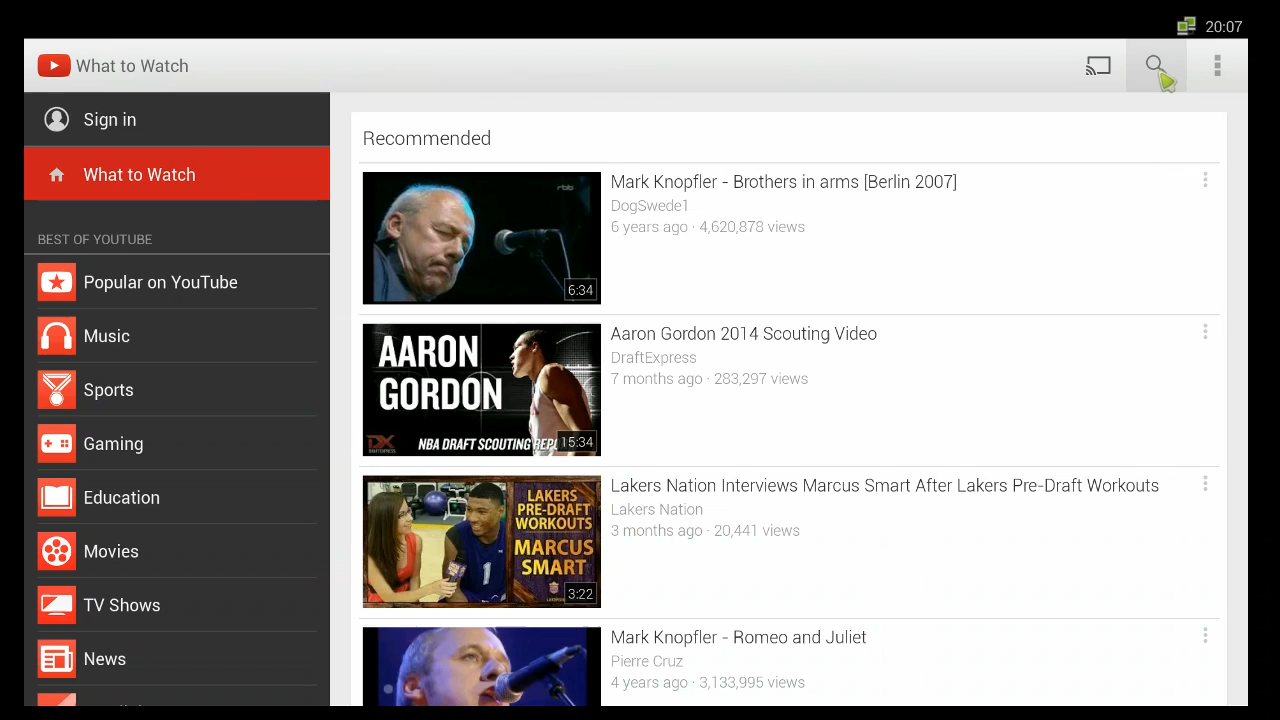 20:07
What to Watch
Sign in
What to Watch
BEST OF YOUTUBE
Popular on YouTube
Music
Sports
Gaming
Education
Movies
TV Shows
News
Recommended
rbb
6:34
Mark Knopfler - Brothers in arms [Berlin 2007]
DogSwede1
6 years ago · 4,620,878 views
AARON
GORDON
DX
NBA DRAFT SCOUTING REPO
15:34
Aaron Gordon 2014 Scouting Video
DraftExpress
7 months ago · 283,297 views
LAKERS
PRE-DRAFT
WORKOUTS
MARCUS
SMART
1
3:22
Lakers Nation Interviews Marcus Smart After Lakers Pre-Draft Workouts
Lakers Nation
3 months ago · 20,441 views
Mark Knopfler - Romeo and Juliet
Pierre Cruz
4 years ago · 3,133,995 views